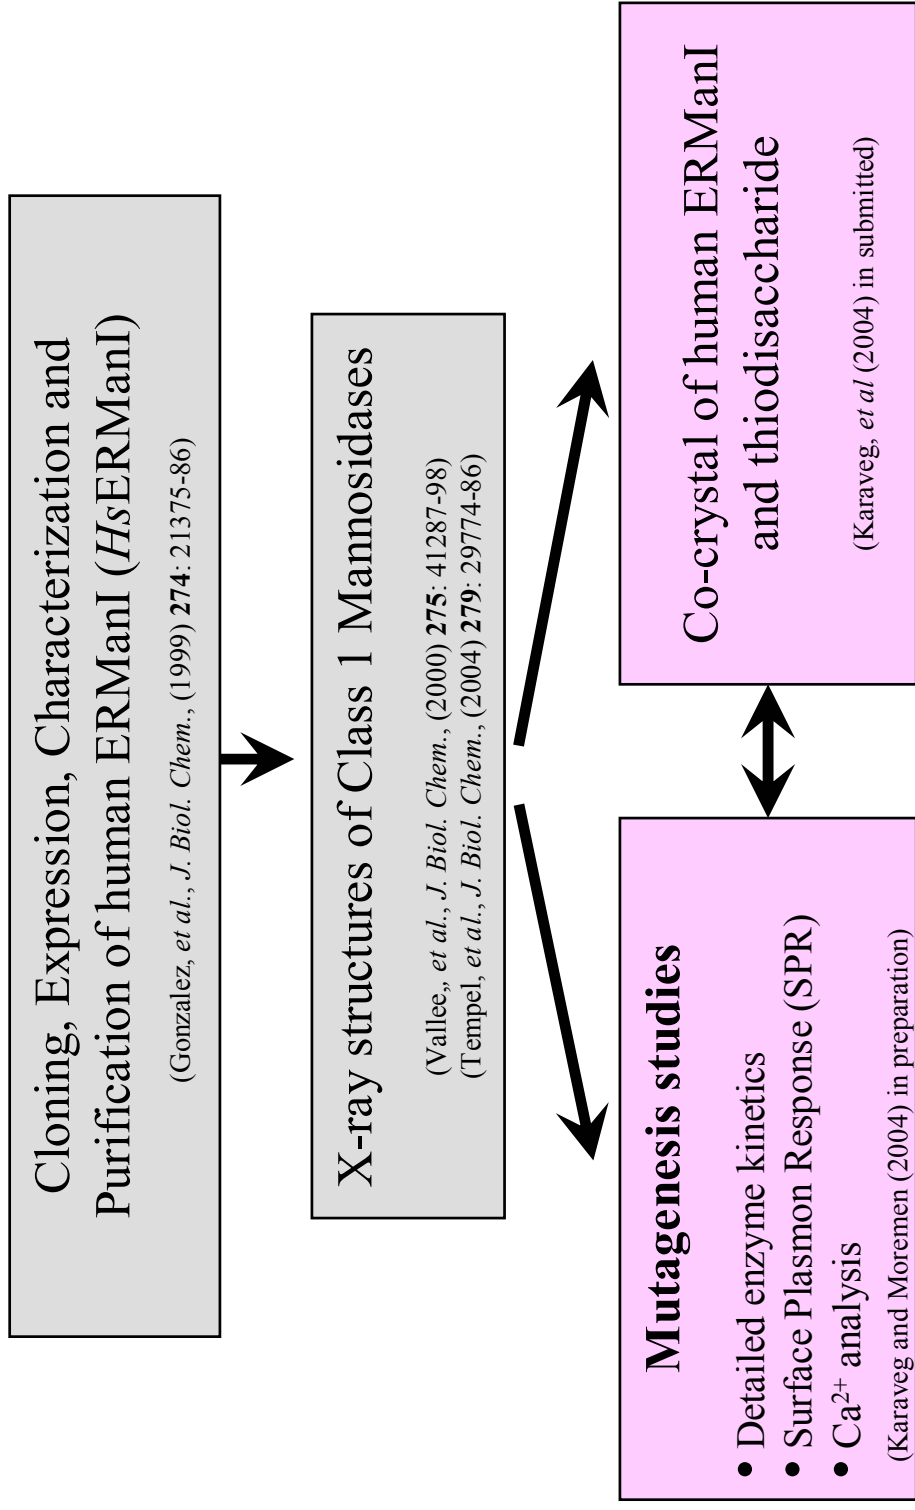 Cloning, Expression, Characterization and
Purification of human ERManI (HsERManI)
(Gonzalez, et al., J. Biol. Chem., (1999) 274: 21375-86)
X-ray structures of Class 1 Mannosidases
(Vallee,, et al., J. Biol. Chem., (2000) 275: 41287-98)
(Tempel, et al., J. Biol. Chem., (2004) 279: 29774-86)
Mutagenesis studies
• Detailed enzyme kinetics
• Surface Plasmon Response (SPR)
• Ca²⁺ analysis
(Karaveg and Moremen (2004) in preparation)
Co-crystal of human ERManI
and thiodisaccharide
(Karaveg, et al (2004) in submitted)